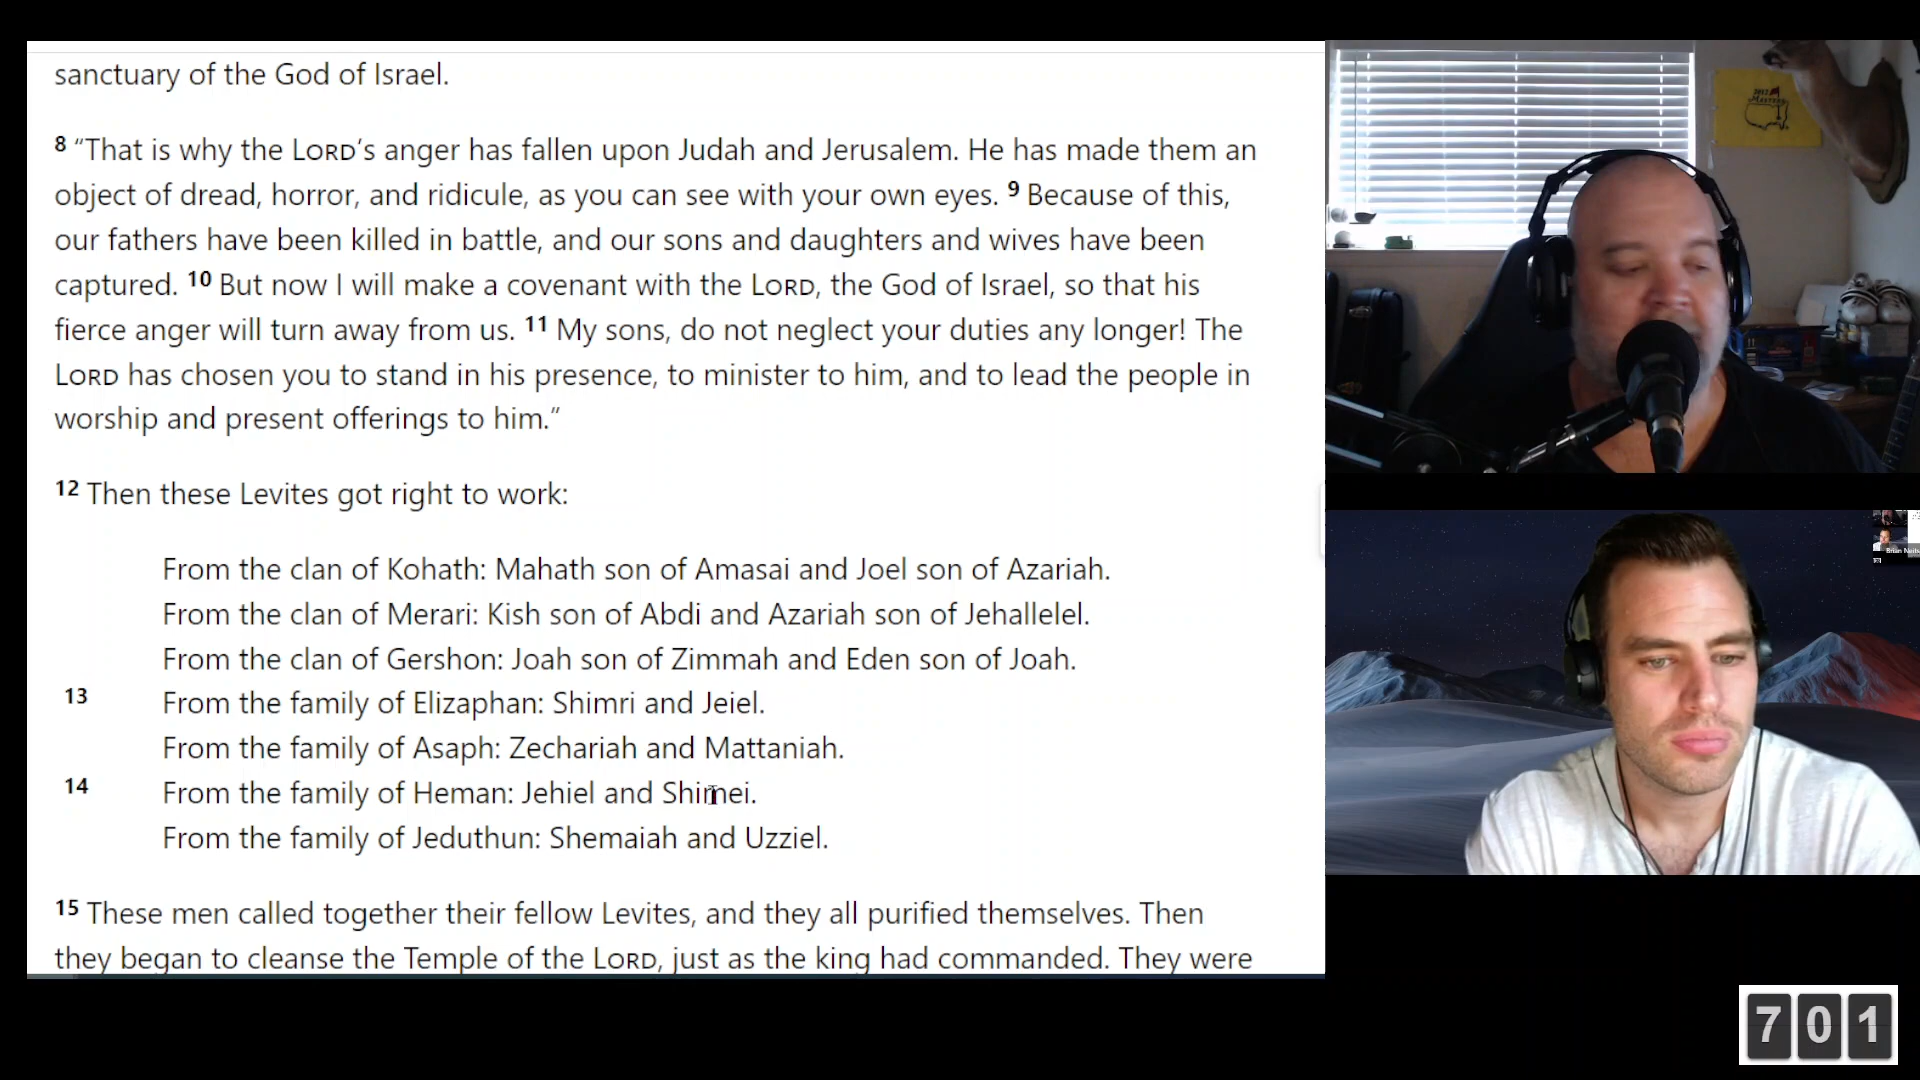 sanctuary of the God of Israel.
8 “That is why the LORD’s anger has fallen upon Judah and Jerusalem. He has made them an
object of dread, horror, and ridicule, as you can see with your own eyes. 9 Because of this,
our fathers have been killed in battle, and our sons and daughters and wives have been
captured. 10 But now I will make a covenant with the LORD, the God of Israel, so that his
fierce anger will turn away from us. 11 My sons, do not neglect your duties any longer! The
LORD has chosen you to stand in his presence, to minister to him, and to lead the people in
worship and present offerings to him.”
12 Then these Levites got right to work:
From the clan of Kohath: Mahath son of Amasai and Joel son of Azariah.
From the clan of Merari: Kish son of Abdi and Azariah son of Jehallelel.
From the clan of Gershon: Joah son of Zimmah and Eden son of Joah.
13 From the family of Elizaphan: Shimri and Jeiel.
From the family of Asaph: Zechariah and Mattaniah.
14 From the family of Heman: Jehiel and Shimei.
From the family of Jeduthun: Shemaiah and Uzziel.
15 These men called together their fellow Levites, and they all purified themselves. Then
they began to cleanse the Temple of the LORD, just as the king had commanded. They were
2012
Masters
Brian
701